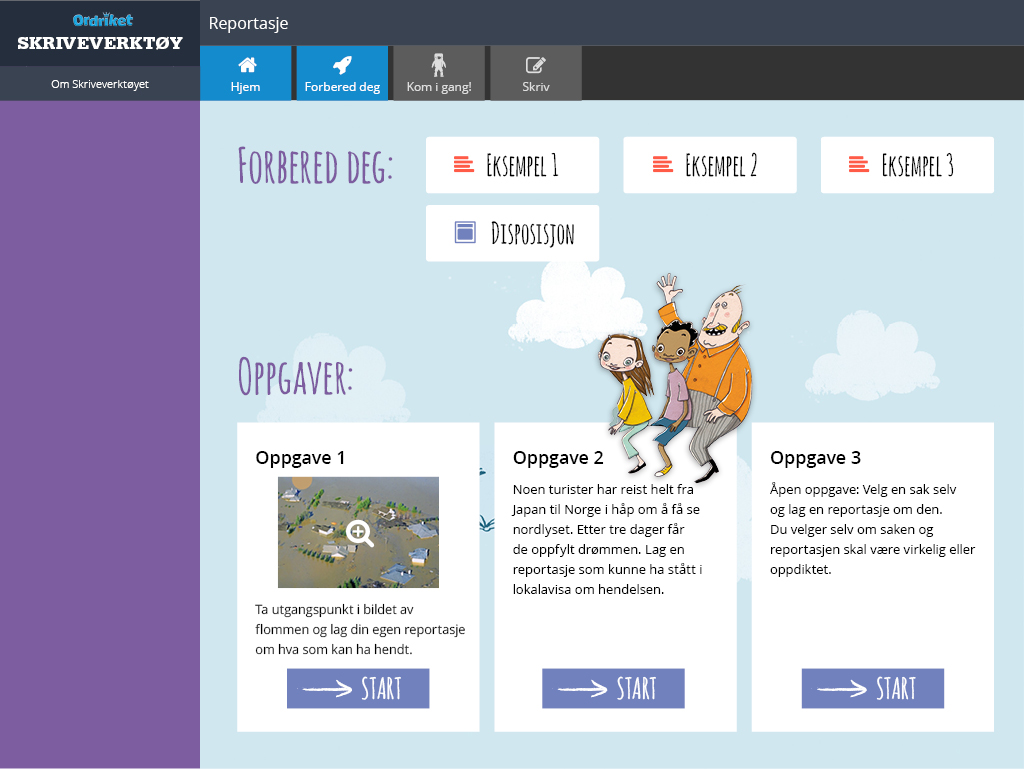 Ordriket
SKRIVEVERKTØY
Om Skriveverktøyet
Reportasje
Hjem
Forbered deg
Kom i gang!
Skriv
Forbered deg:
Eksempel 1
Eksempel 2
Eksempel 3
Disposisjon
Oppgaver:
Oppgave 1
Ta utgangspunkt i bildet av
flommen og lag din egen reportasje
om hva som kan ha hendt.
START
Oppgave 2
Noen turister har reist helt fra
Japan til Norge i håp om å få se
nordlyset. Etter tre dager får
de oppfylt drømmen. Lag en
reportasje som kunne ha stått i
lokalavisa om hendelsen.
START
Oppgave 3
Åpen oppgave: Velg en sak selv
og lag en reportasje om den.
Du velger selv om saken og
reportasjen skal være virkelig eller
oppdiktet.
START